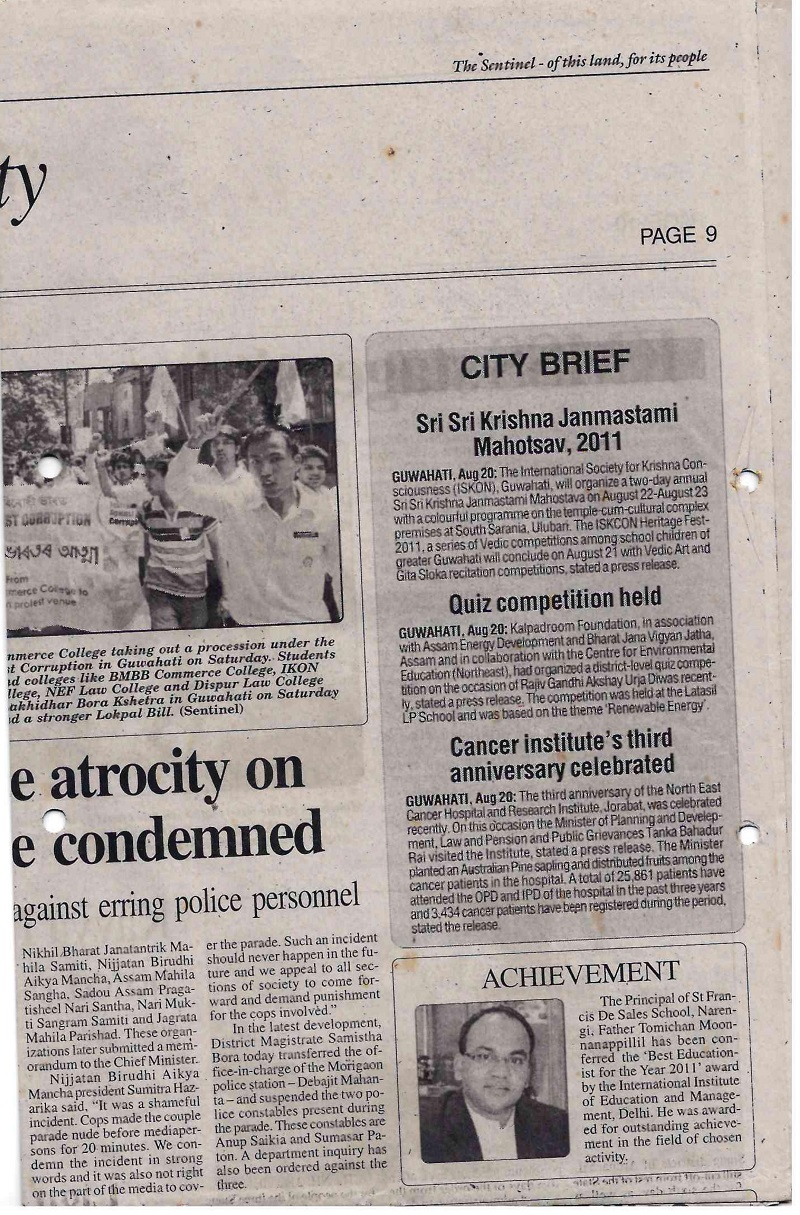 The Sentinel - of this land, for its people
ty
PAGE 9
ST CORRUPTION
From
merce College to
protest venue
mmerce College taking out a procession under the
t Corruption in Guwahati on Saturday. Students
d colleges like BMBB Commerce College, IKON
llege, NEF Law College and Dispur Law College
akhidhar Bora Kshetra in Guwahati on Saturday
d a stronger Lokpal Bill. (Sentinel)
e atrocity on
e condemned
against erring police personnel
Nikhil Bharat Janatantrik Ma-
hila Samiti, Nijjatan Birudhi
Aikya Mancha, Assam Mahila
Sangha, Sadou Assam Praga-
tisheel Nari Santha, Nari Muk-
ti Sangram Samiti and Jagrata
Mahila Parishad. These organ-
izations later submitted a mem-
orandum to the Chief Minister.
Nijjatan Birudhi Aikya
Mancha president Sumitra Haz-
arika said, "It was a shameful
incident. Cops made the couple
parade nude before mediaper-
sons for 20 minutes. We con-
demn the incident in strong
words and it was also not right
on the part of the media to cov-
er the parade. Such an incident
should never happen in the fu-
ture and we appeal to all sec-
tions of society to come for-
ward and demand punishment
for the cops involved."
In the latest development,
District Magistrate Samistha
Bora today transferred the of-
fice-in-charge of the Morigaon
police station – Debajit Mahan-
ta – and suspended the two po-
lice constables present during
the parade. These constables are
Anup Saikia and Sumasar Pa-
ton. A department inquiry has
also been ordered against the
three.
CITY BRIEF
Sri Sri Krishna Janmastami
Mahotsav, 2011
GUWAHATI, Aug 20: The International Society for Krishna Con-
sciousness (ISKON), Guwahati, will organize a two-day annual
Sri Sri Krishna Janmastami Mahostava on August 22-August 23
with a colourful programme on the temple-cum-cultural complex
premises at South Sarania, Ulubari. The ISKCON Heritage Fest-
2011, a series of Vedic competitions among school children of
greater Guwahati will conclude on August 21 with Vedic Art and
Gita Sloka recitation competitions, stated a press release.
Quiz competition held
GUWAHATI, Aug 20: Kalpadroom Foundation, in association
with Assam Energy Development and Bharat Jana Vigyan Jatha,
Assam and in collaboration with the Centre for Environmental
Education (Northeast), had organized a district-level quiz compe-
tition on the occasion of Rajiv Gandhi Akshay Urja Diwas recent-
ly, stated a press release. The competition was held at the Latasil
LP School and was based on the theme 'Renewable Energy'.
Cancer institute's third
anniversary celebrated
GUWAHATI, Aug 20: The third anniversary of the North East
Cancer Hospital and Research Institute, Jorabat, was celebrated
recently. On this occasion the Minister of Planning and Develep-
ment, Law and Pension and Public Grievances Tanka Bahadur
Rai visited the Institute, stated a press release. The Minister
planted an Australian Pine sapling and distributed fruits among the
cancer patients in the hospital. A total of 25,861 patients have
attended the OPD and IPD of the hospital in the past three years
and 3,434 cancer patients have been registered during the period,
stated the release.
ACHIEVEMENT
The Principal of St Fran-
cis De Sales School, Naren-
gi, Father Tomichan Moon-
nanappillil has been con-
ferred the 'Best Education-
ist for the Year 2011' award
by the International Institute
of Education and Manage-
ment, Delhi. He was award-
ed for outstanding achieve-
ment in the field of chosen
activity.